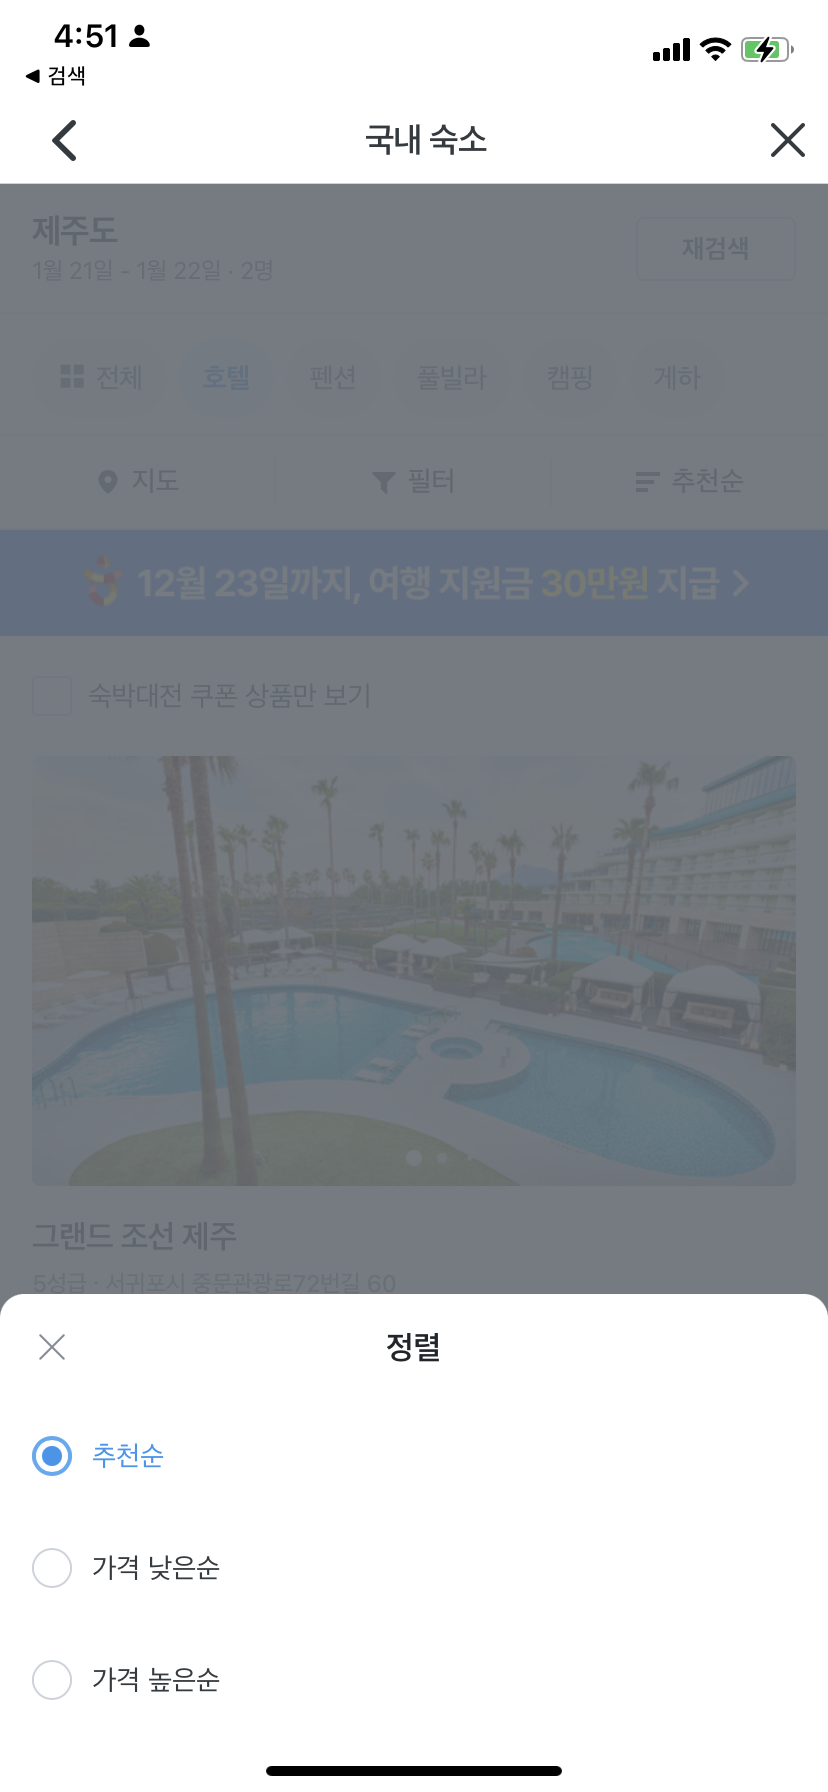 4:51
◀ 검색
국내 숙소
제주도
1월 21일 - 1월 22일 · 2명
재검색
전체 호텔 펜션 풀빌라 캠핑 게하
지도 필터 추천순
12월 23일까지, 여행 지원금 30만원 지급
숙박대전 쿠폰 상품만 보기
그랜드 조선 제주
5성급 · 서귀포시 중문관광로72번길 60
정렬
추천순
가격 낮은순
가격 높은순